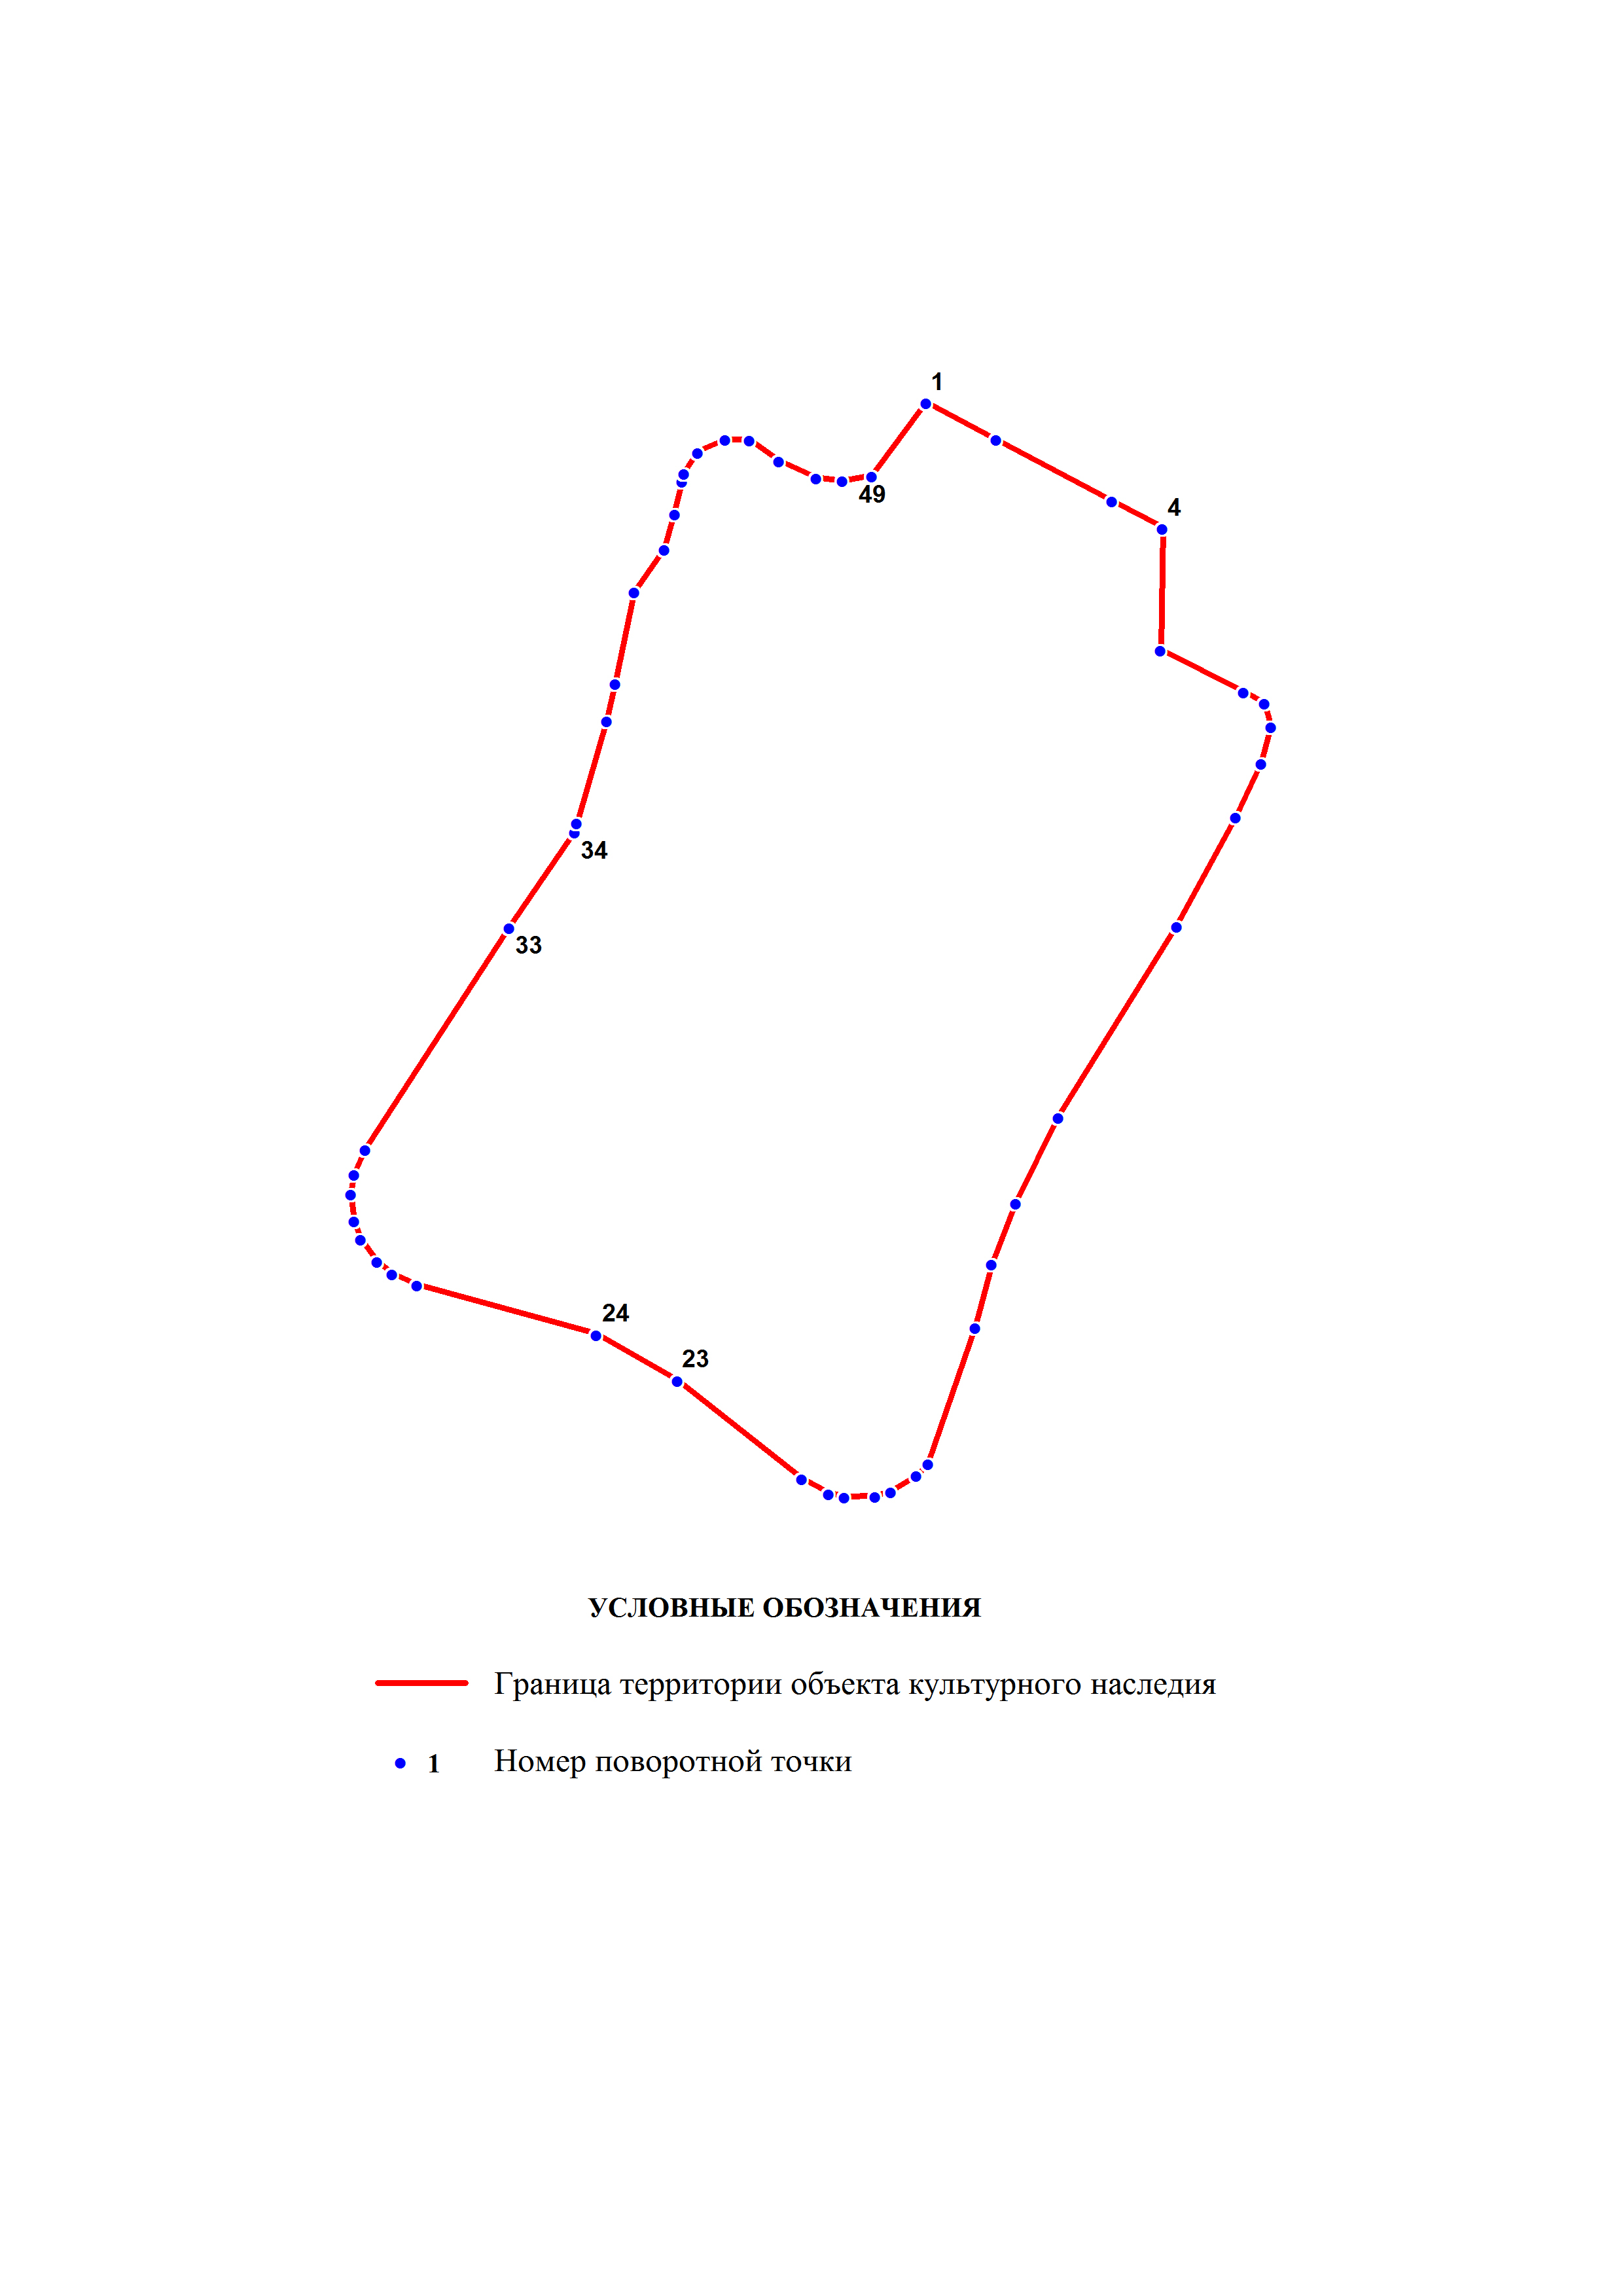 1
49
4
34
33
24
23
УСЛОВНЫЕ ОБОЗНАЧЕНИЯ
Граница территории объекта культурного наследия
1 Номер поворотной точки